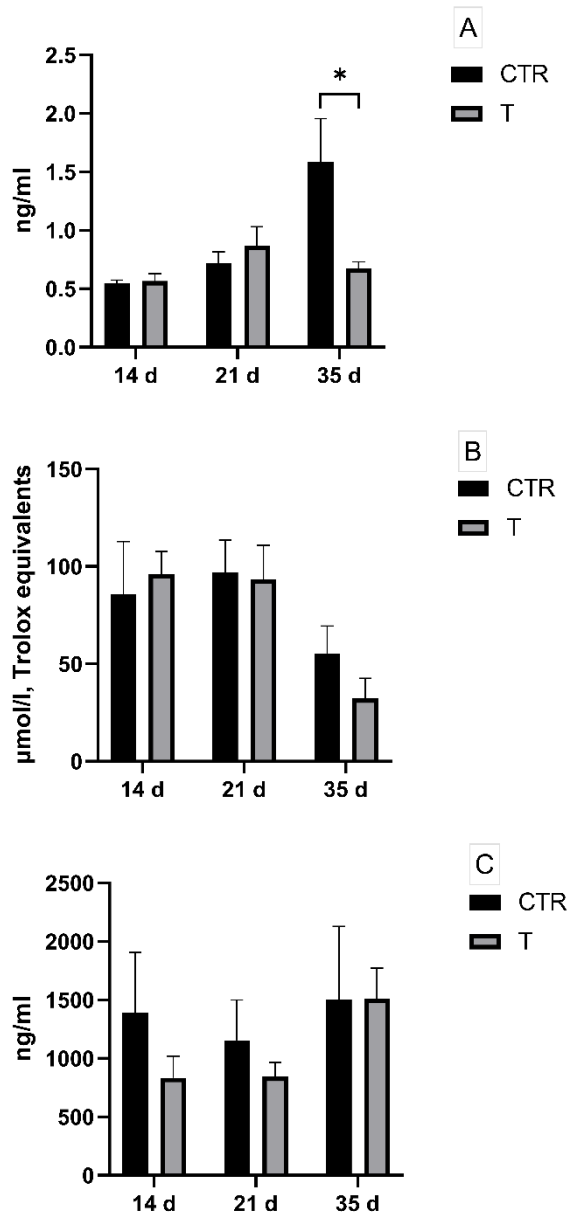 A
CTR
T
*
2.5
2.0
1.5
1.0
0.5
0.0
ng/ml
14 d 21 d 35 d
B
CTR
T
150
100
50
0
µmol/l, Trolox equivalents
14 d 21 d 35 d
C
CTR
T
2500
2000
1500
1000
500
0
ng/ml
14 d 21 d 35 d